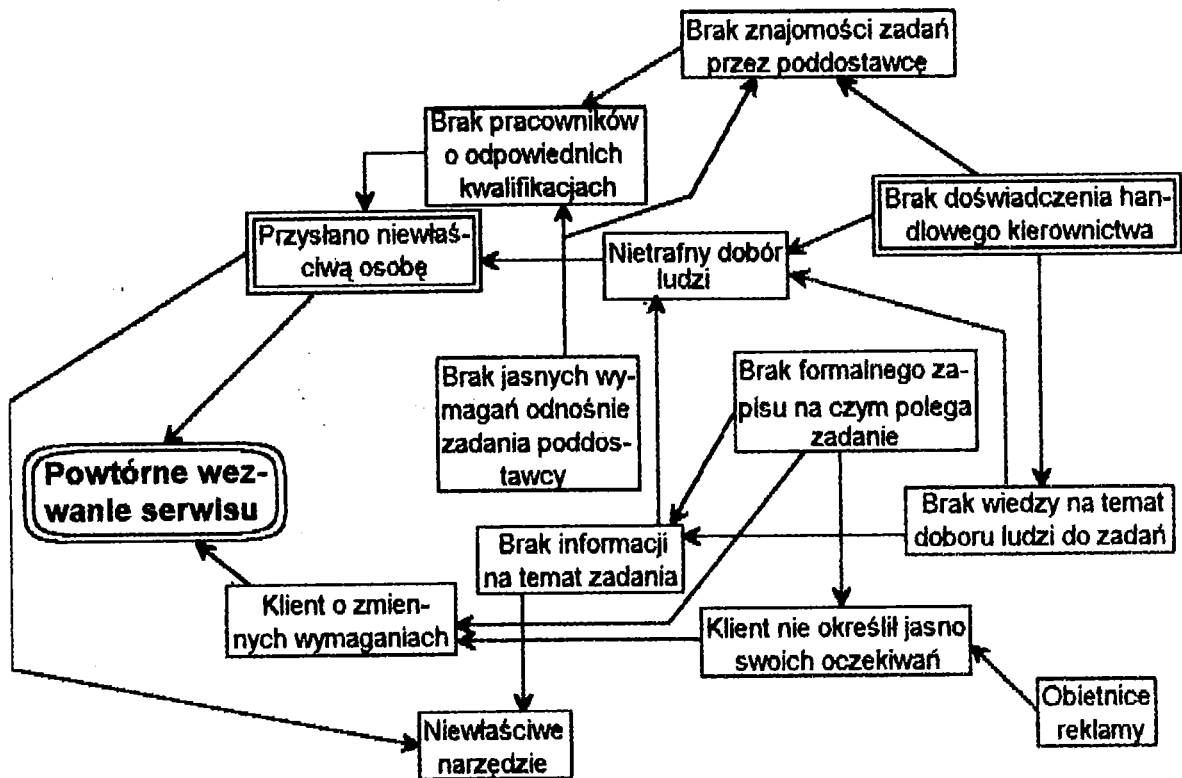 Brak znajomości zadań
przez poddostawcę
Brak pracowników
o odpowiednich
kwalifikacjach
Brak doświadczenia han-
dlowego kierownictwa
Przysłano niewłaś-
ciwą osobę
Nietrafny dobór
ludzi
Brak jasnych wy-
magań odnośnie
zadania poddos-
tawcy
Brak formalnego za-
pisu na czym polega
zadanie
Powtórne wez-
wanie serwisu
Brak wiedzy na temat
doboru ludzi do zadań
Brak informacji
na temat zadania
Klient o zmien-
nych wymaganiach
Klient nie określił jasno
swoich oczekiwań
Obietnice
reklamy
Niewłaściwe
narzędzie